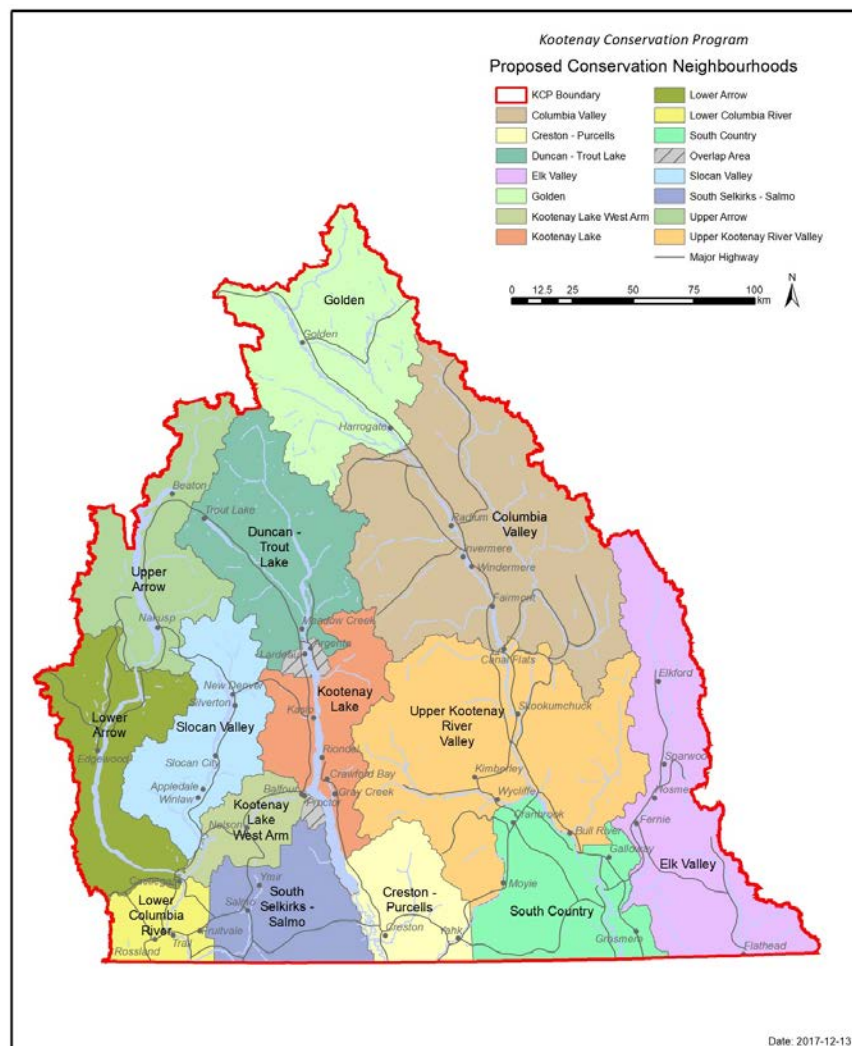 Kootenay Conservation Program
Proposed Conservation Neighbourhoods
KCP Boundary
Columbia Valley
Creston - Purcells
Duncan - Trout Lake
Elk Valley
Golden
Kootenay Lake West Arm
Kootenay Lake
Lower Arrow
Lower Columbia River
South Country
Overlap Area
Slocan Valley
South Selkirks - Salmo
Upper Arrow
Upper Kootenay River Valley
Major Highway
0 12.5 25 50 75 100
km
N
Golden
Golden
Harrogate
Beaton
Trout Lake
Duncan -
Trout
Lake
Radium
Columbia
Valley
Invermere
Windermere
Upper
Arrow
Fairmont
Nakusp
Meadow Creek
Argenta
Lardeau
Canal Flats
Elkford
New Denver
Silverton
Kootenay
Lake
Kaslo
Skookumchuck
Upper Kootenay
River
Valley
Lower
Arrow
Slocan Valley
Edgewood
Slocan City
Riondel
Sparwood
Kimberley
Crawford Bay
Appledale
Winlaw
Balfour
Proctor
Gray Creek
Wycliffe
Hosmer
Kootenay
Lake
West Arm
Nelson
Cranbrook
Bull River
Fernie
Galloway
Elk Valley
Castlegar
Ymir
Moyie
Lower
Columbia
River
Salmo
South
Selkirks -
Salmo
Creston -
Purcells
South Country
Fruitvale
Trail
Rossland
Creston
Yahk
Grasmere
Flathead
Date: 2017-12-13